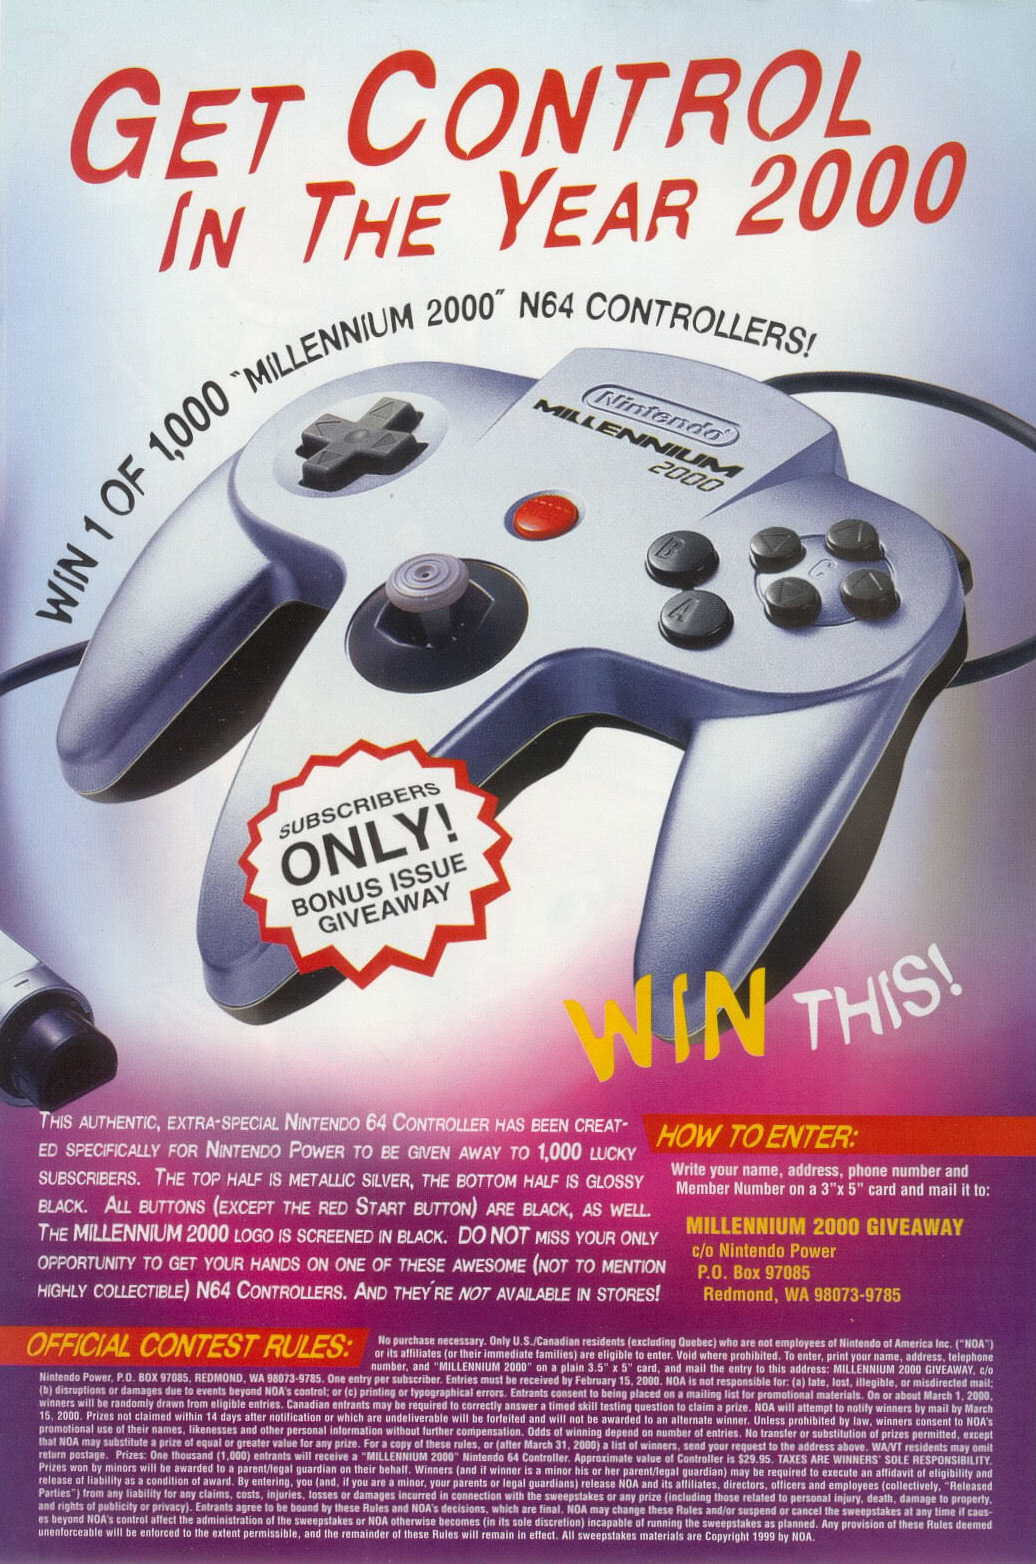 GET CONTROL
IN THE YEAR 2000
WIN 1 OF 1,000 "MILLENNIUM 2000" N64 CONTROLLERS!
Nintendo®
MILLENNIUM
2000
B
A
C
SUBSCRIBERS
ONLY!
BONUS ISSUE
GIVEAWAY
WIN THIS!
THIS AUTHENTIC, EXTRA-SPECIAL NINTENDO 64 CONTROLLER HAS BEEN CREAT-
ED SPECIFICALLY FOR NINTENDO POWER TO BE GIVEN AWAY TO 1,000 LUCKY
SUBSCRIBERS. THE TOP HALF IS METALLIC SILVER, THE BOTTOM HALF IS GLOSSY
BLACK. ALL BUTTONS (EXCEPT THE RED START BUTTON) ARE BLACK, AS WELL.
THE MILLENNIUM 2000 LOGO IS SCREENED IN BLACK. DO NOT MISS YOUR ONLY
OPPORTUNITY TO GET YOUR HANDS ON ONE OF THESE AWESOME (NOT TO MENTION
HIGHLY COLLECTIBLE) N64 CONTROLLERS. AND THEY'RE NOT AVAILABLE IN STORES!
HOW TO ENTER:
Write your name, address, phone number and
Member Number on a 3"x 5" card and mail it to:
MILLENNIUM 2000 GIVEAWAY
c/o Nintendo Power
P.O. Box 97085
Redmond, WA 98073-9785
OFFICIAL CONTEST RULES:
No purchase necessary. Only U.S./Canadian residents (excluding Quebec) who are not employees of Nintendo of America Inc. ("NOA")
or its affiliates (or their immediate families) are eligible to enter. Void where prohibited. To enter, print your name, address, telephone
number, and "MILLENNIUM 2000" on a plain 3.5" x 5" card, and mail the entry to this address: MILLENNIUM 2000 GIVEAWAY, c/o
Nintendo Power, P.O. BOX 97085, REDMOND, WA 98073-9785. One entry per subscriber. Entries must be received by February 15, 2000. NOA is not responsible for: (a) late, lost, illegible, or misdirected mail;
(b) disruptions or damages due to events beyond NOA's control; or (c) printing or typographical errors. Entrants consent to being placed on a mailing list for promotional materials. On or about March 1, 2000,
winners will be randomly drawn from eligible entries. Canadian entrants may be required to correctly answer a timed skill testing question to claim a prize. NOA will attempt to notify winners by mail by March
15, 2000. Prizes not claimed within 14 days after notification or which are undeliverable will be forfeited and will not be awarded to an alternate winner. Unless prohibited by law, winners consent to NOA's
promotional use of their names, likenesses and other personal information without further compensation. Odds of winning depend on number of entries. No transfer or substitution of prizes permitted, except
that NOA may substitute a prize of equal or greater value for any prize. For a copy of these rules, or (after March 31, 2000) a list of winners, send your request to the address above. WA/VT residents may omit
return postage. Prizes: One thousand (1,000) entrants will receive a "MILLENNIUM 2000" Nintendo 64 Controller. Approximate value of Controller is $29.95. TAXES ARE WINNERS' SOLE RESPONSIBILITY.
Prizes won by minors will be awarded to a parent/legal guardian on their behalf. Winners (and if winner is a minor his or her parent/legal guardian) may be required to execute an affidavit of eligibility and
release of liability as a condition of award. By entering, you (and, if you are a minor, your parents or legal guardians) release NOA and its affiliates, directors, officers and employees (collectively, "Released
Parties") from any liability for any claims, costs, injuries, losses or damages incurred in connection with the sweepstakes or any prize (including those related to personal injury, death, damage to property,
and rights of publicity or privacy). Entrants agree to be bound by these Rules and NOA's decisions, which are final. NOA may change these Rules and/or suspend or cancel the sweepstakes at any time if caus-
es beyond NOA's control affect the administration of the sweepstakes or NOA otherwise becomes (in its sole discretion) incapable of running the sweepstakes as planned. Any provision of these Rules deemed
unenforceable will be enforced to the extent permissible, and the remainder of these Rules will remain in effect. All sweepstakes materials are Copyright 1999 by NOA.